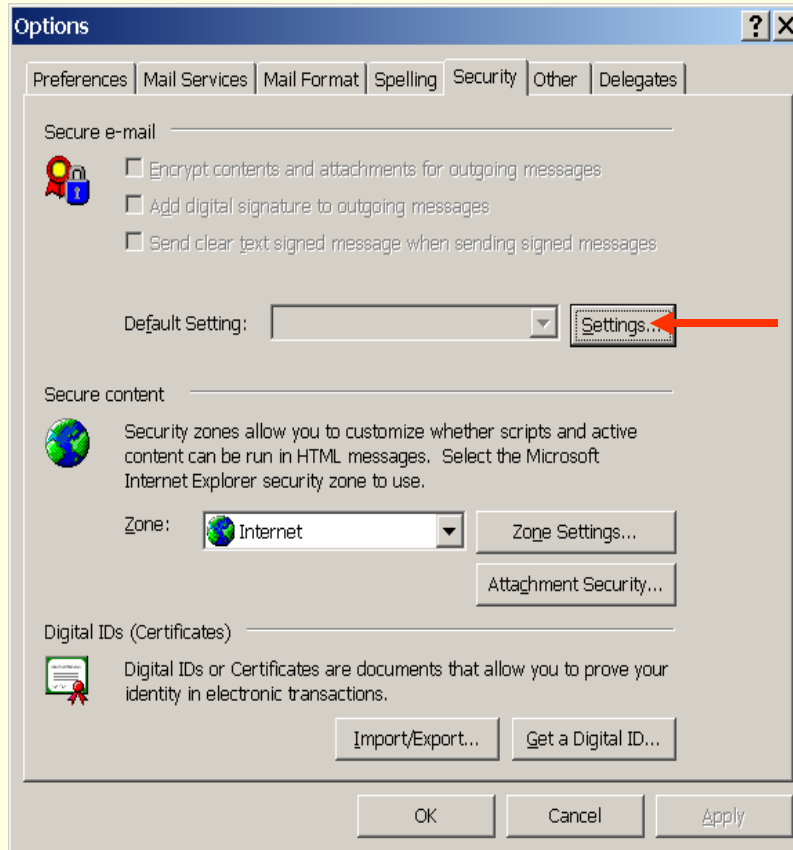 Options
Preferences Mail Services Mail Format Spelling Security Other Delegates
Secure e-mail
Encrypt contents and attachments for outgoing messages
Add digital signature to outgoing messages
Send clear text signed message when sending signed messages
Default Setting: Settings...
Secure content
Security zones allow you to customize whether scripts and active
content can be run in HTML messages. Select the Microsoft
Internet Explorer security zone to use.
Zone: Internet Zone Settings...
Attachment Security...
Digital IDs (Certificates)
Digital IDs or Certificates are documents that allow you to prove your
identity in electronic transactions.
Import/Export... Get a Digital ID...
OK Cancel Apply